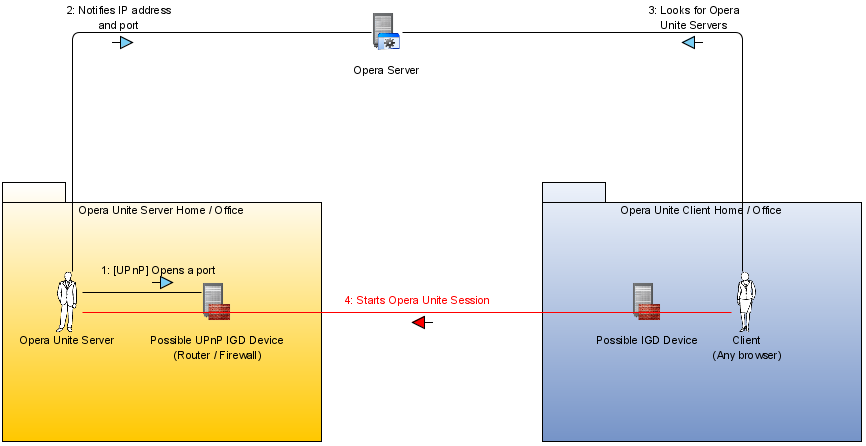 2: Notifies IP address
and port
3: Looks for Opera
Unite Servers
Opera Server
Opera Unite Server Home / Office
Opera Unite Client Home / Office
1: [UPnP] Opens a port
4: Starts Opera Unite Session
Opera Unite Server
Possible UPnP IGD Device
(Router / Firewall)
Possible IGD Device
Client
(Any browser)